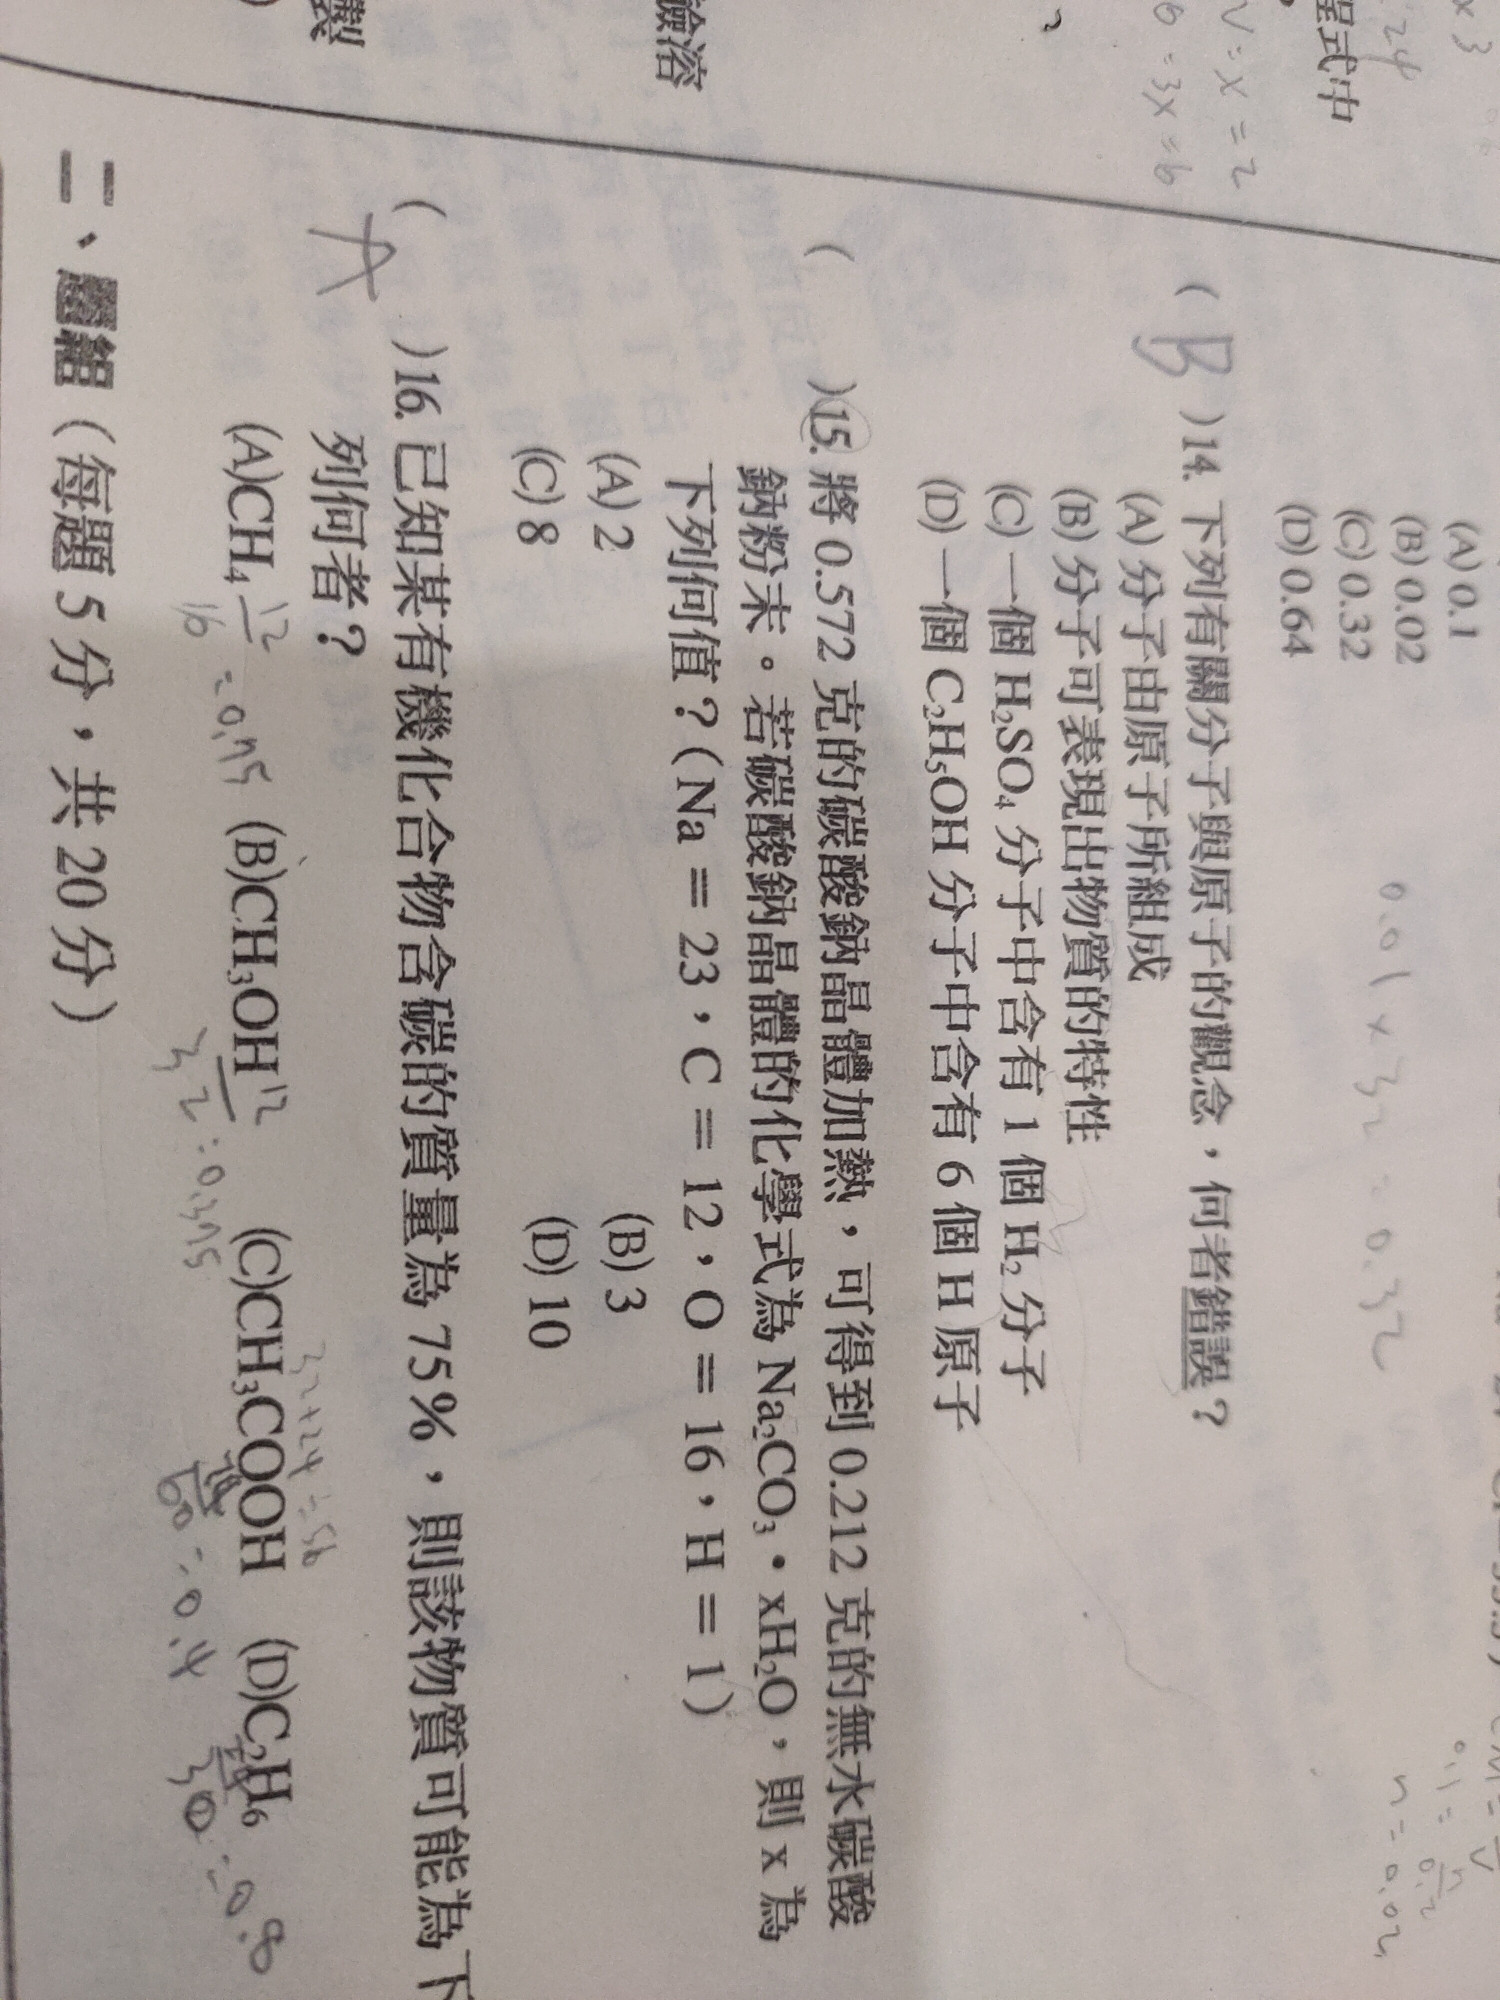 程式中
驗溶
(A) 0.1
(B) 0.02
(C) 0.32
(D) 0.64
0.01 × 32 = 0.32
( B )14. 下列有關分子與原子的觀念，何者錯誤？
(A) 分子由原子所組成
(B) 分子可表現出物質的特性
(C) 一個 H₂SO₄ 分子中含有 1 個 H₂ 分子
(D) 一個 C₂H₅OH 分子中含有 6 個 H 原子
( )15. 將 0.572 克的碳酸鈉晶體加熱，可得到 0.212 克的無水碳酸
鈉粉末。若碳酸鈉晶體的化學式為 Na₂CO₃・xH₂O，則 x 為
下列何值？（Na = 23，C = 12，O = 16，H = 1）
(A) 2 (B) 3
(C) 8 (D) 10
( A )16. 已知某有機化合物含碳的質量為 75%，則該物質可能為下
列何者？
(A)CH₄ (B)CH₃OH (C)CH₃COOH (D)C₂H₆
12/16 = 0.75
12/32 = 0.375
32+24=56
60 = 0.4
30 = 0.8
二、題組（每題 5 分，共 20 分）